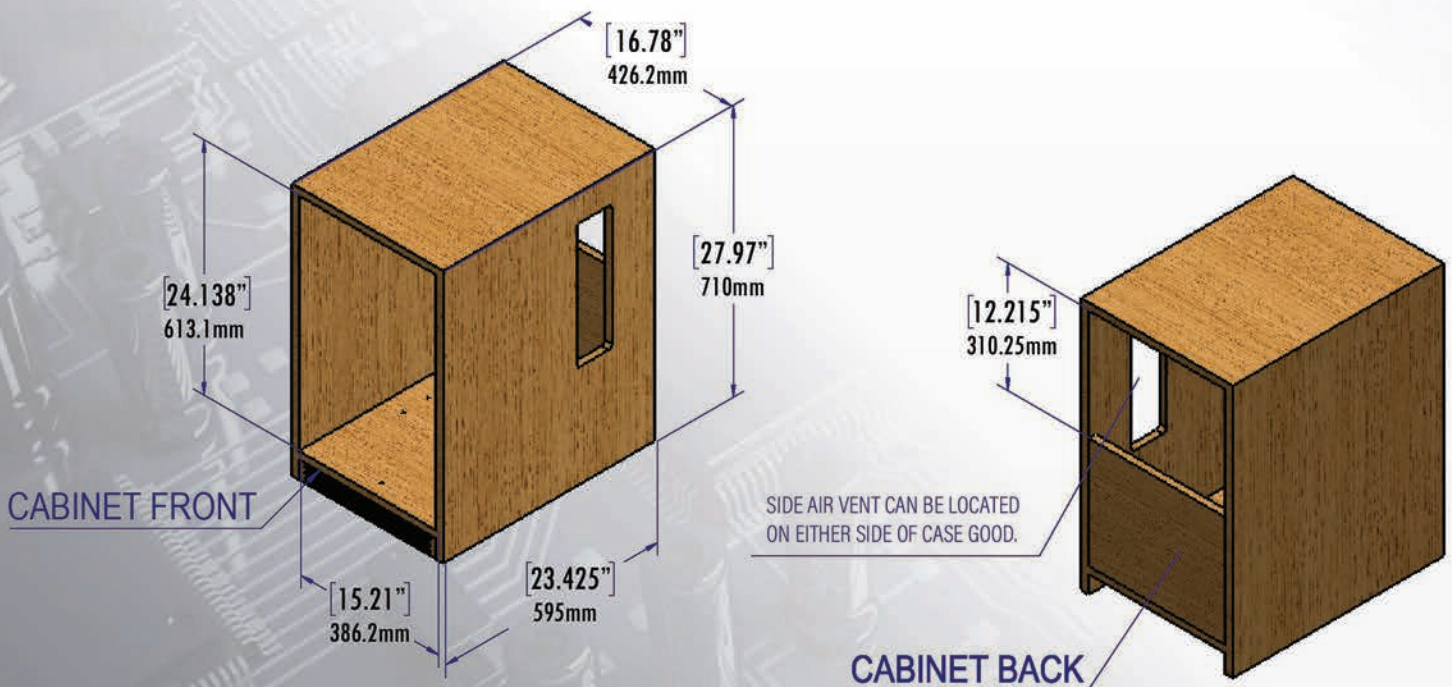 [16.78”]
426.2mm
[24.138”]
613.1mm
[27.97”]
710mm
CABINET FRONT
[15.21”]
386.2mm
[23.425”]
595mm
[12.215”]
310.25mm
SIDE AIR VENT CAN BE LOCATED
ON EITHER SIDE OF CASE GOOD.
CABINET BACK